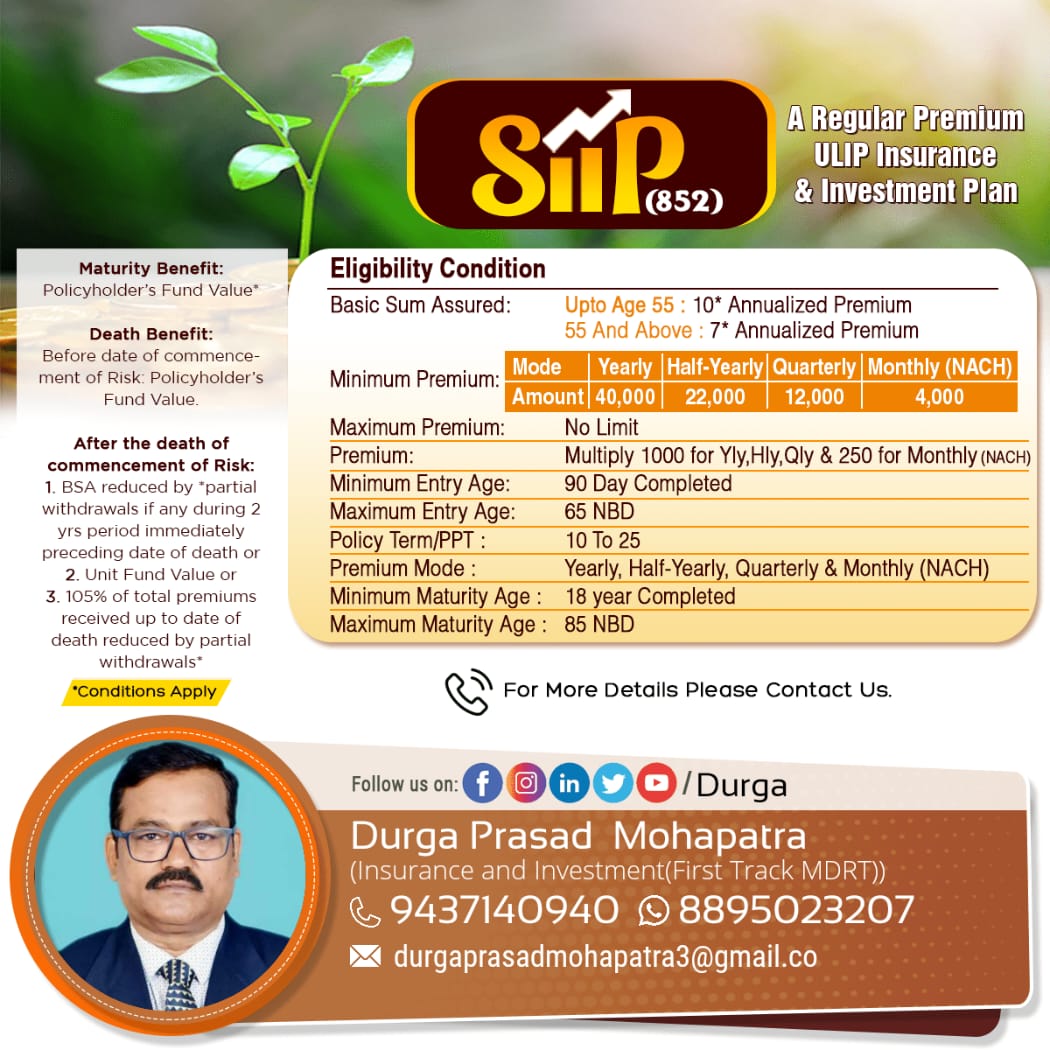 SIIP
(852)
A Regular Premium
ULIP Insurance
& Investment Plan
Maturity Benefit:
Policyholder's Fund Value*
Death Benefit:
Before date of commence-
ment of Risk: Policyholder's
Fund Value.
After the death of
commencement of Risk:
1. BSA reduced by *partial
withdrawals if any during 2
yrs period immediately
preceding date of death or
2. Unit Fund Value or
3. 105% of total premiums
received up to date of
death reduced by partial
withdrawals*
*Conditions Apply
Eligibility Condition
Basic Sum Assured: Upto Age 55 : 10* Annualized Premium
55 And Above : 7* Annualized Premium
Minimum Premium:
Mode Yearly Half-Yearly Quarterly Monthly (NACH)
Amount 40,000 22,000 12,000 4,000
Maximum Premium: No Limit
Premium: Multiply 1000 for Yly,Hly,Qly & 250 for Monthly (NACH)
Minimum Entry Age: 90 Day Completed
Maximum Entry Age: 65 NBD
Policy Term/PPT : 10 To 25
Premium Mode : Yearly, Half-Yearly, Quarterly & Monthly (NACH)
Minimum Maturity Age : 18 year Completed
Maximum Maturity Age : 85 NBD
For More Details Please Contact Us.
Follow us on: / Durga
Durga Prasad Mohapatra
(Insurance and Investment(First Track MDRT))
9437140940 8895023207
durgaprasadmohapatra3@gmail.co